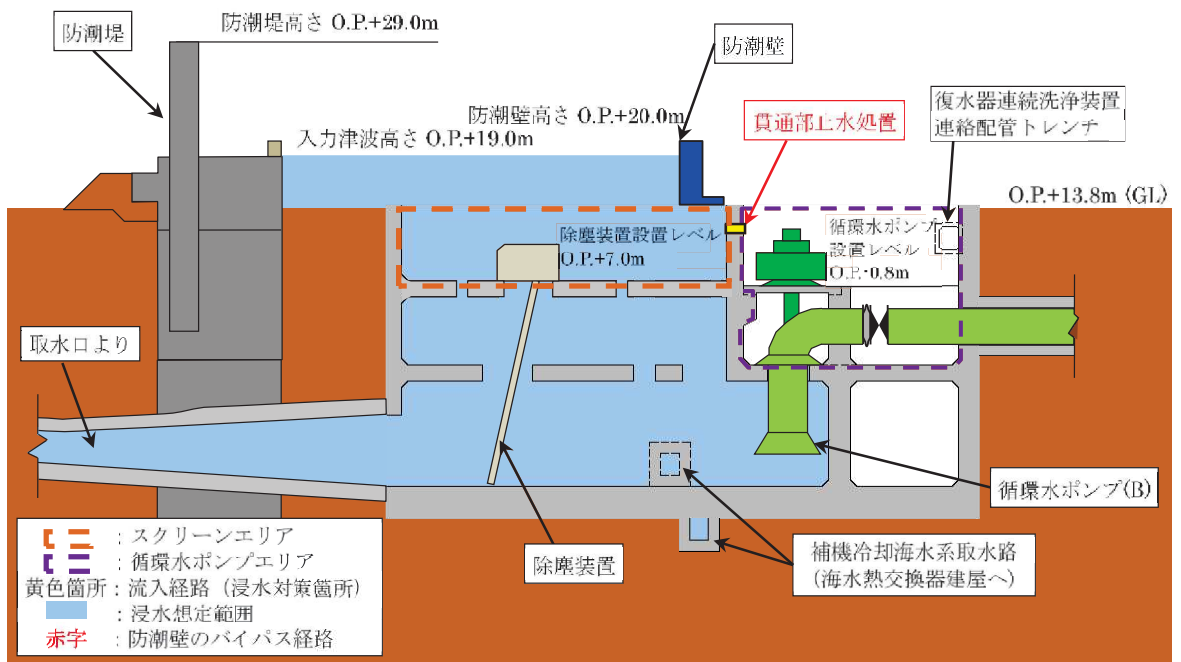 防潮堤高さ O.P.+29.0m
防潮堤
防潮壁
防潮壁高さ O.P.+20.0m
入力津波高さ O.P.+19.0m
貫通部止水処置
復水器連続洗浄装置
連絡配管トレンチ
O.P.+13.8m (GL)
除塵装置設置レベル
O.P.+7.0m
循環水ポンプ
設置レベル
O.P.-0.8m
取水口より
循環水ポンプ(B)
除塵装置
補機冷却海水系取水路
(海水熱交換器建屋へ)
:スクリーンエリア
:循環水ポンプエリア
黄色箇所:流入経路(浸水対策箇所)
:浸水想定範囲
赤字 :防潮壁のバイパス経路